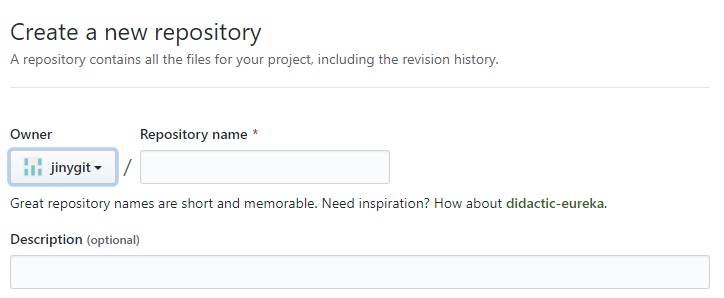 Create a new repository
A repository contains all the files for your project, including the revision history.
Owner Repository name *
jinygit /
Great repository names are short and memorable. Need inspiration? How about didactic-eureka.
Description (optional)